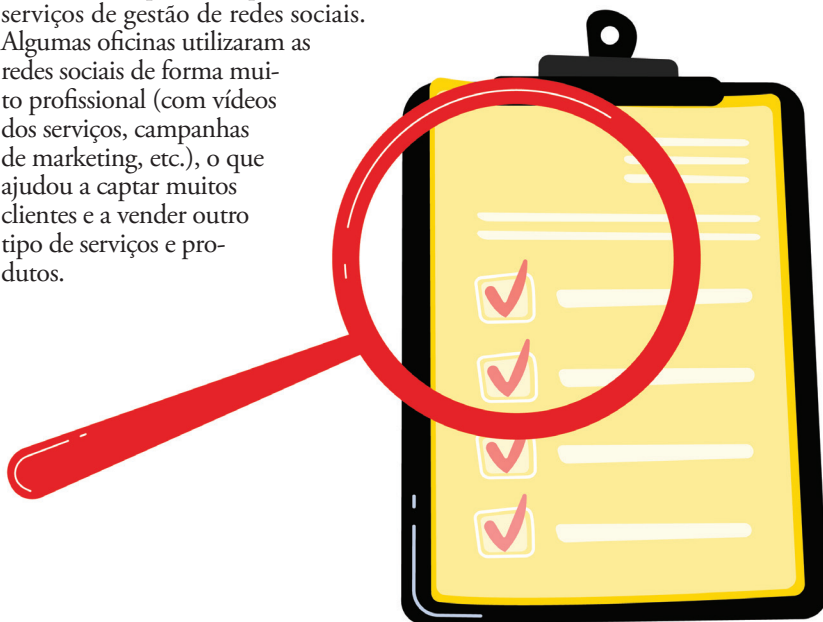 serviços de gestão de redes sociais.
Algumas oficinas utilizaram as
redes sociais de forma mui-
to profissional (com vídeos
dos serviços, campanhas
de marketing, etc.), o que
ajudou a captar muitos
clientes e a vender outro
tipo de serviços e pro-
dutos.